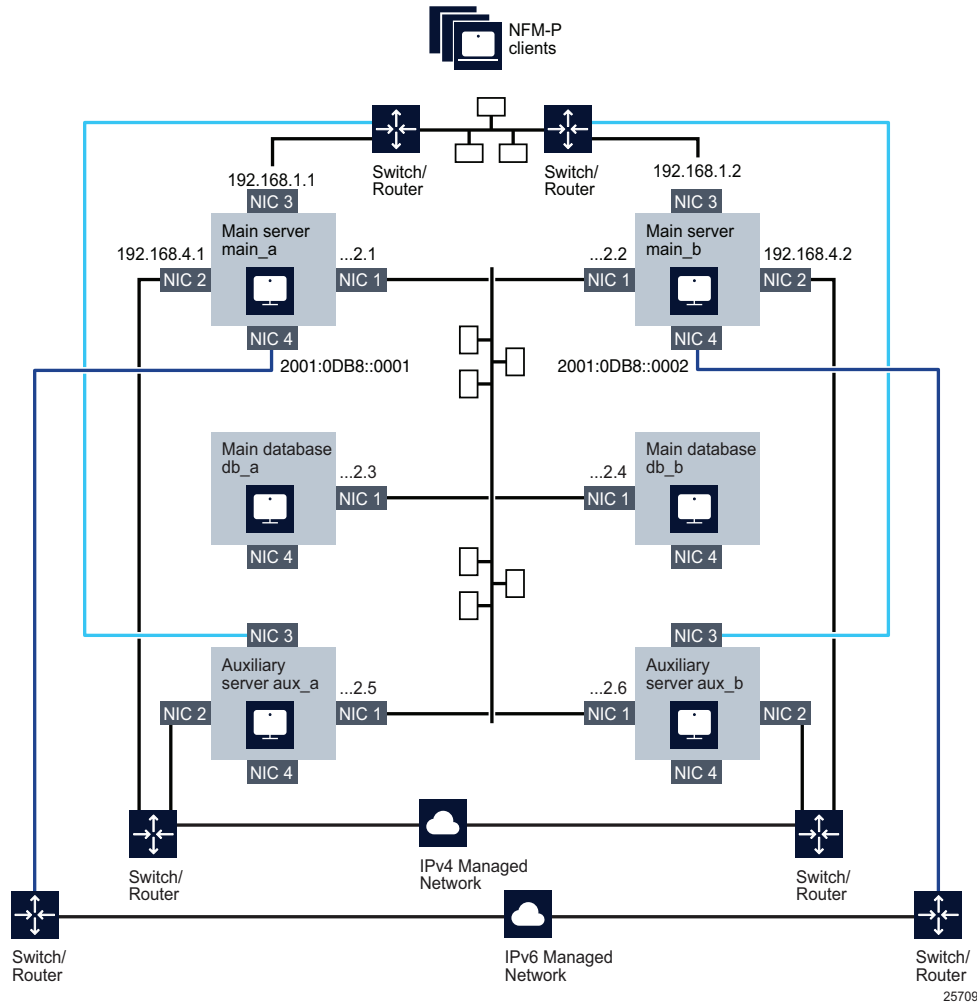 NFM-P
clients
Switch/
Router
Switch/
Router
192.168.1.1
192.168.1.2
NIC 3
NIC 3
Main server
main_a
Main server
main_b
192.168.4.1
...2.1
...2.2
192.168.4.2
NIC 2
NIC 1
NIC 1
NIC 2
NIC 4
NIC 4
2001:0DB8::0001
2001:0DB8::0002
Main database
db_a
Main database
db_b
...2.3
...2.4
NIC 1
NIC 1
NIC 4
NIC 4
NIC 3
NIC 3
Auxiliary
server aux_a
Auxiliary
server aux_b
...2.5
...2.6
NIC 2
NIC 1
NIC 1
NIC 2
NIC 4
NIC 4
Switch/
Router
IPv4 Managed
Network
Switch/
Router
Switch/
Router
IPv6 Managed
Network
Switch/
Router
25709